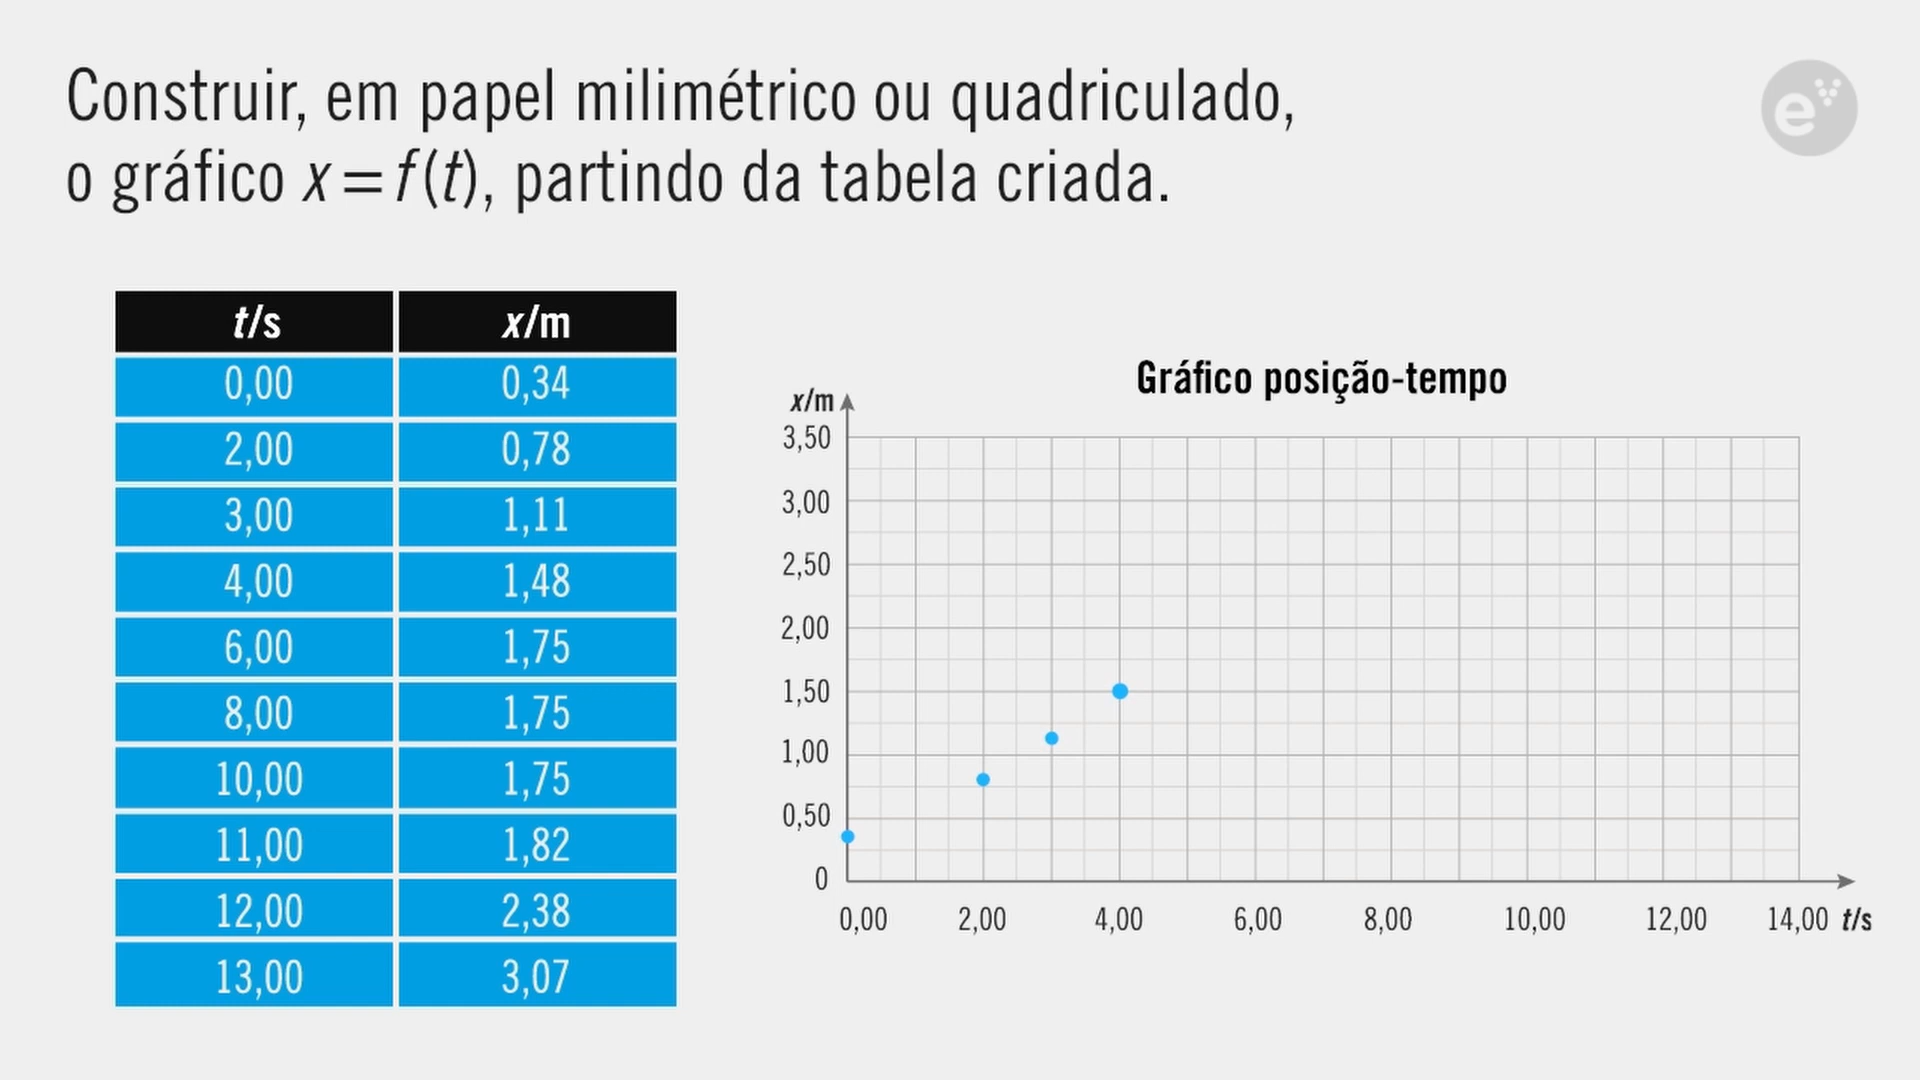 Construir, em papel milimétrico ou quadriculado,
o gráfico x = f(t), partindo da tabela criada.
e
t/s x/m
0,00 0,34
2,00 0,78
3,00 1,11
4,00 1,48
6,00 1,75
8,00 1,75
10,00 1,75
11,00 1,82
12,00 2,38
13,00 3,07
Gráfico posição-tempo
x/m
3,50
3,00
2,50
2,00
1,50
1,00
0,50
0
0,00 2,00 4,00 6,00 8,00 10,00 12,00 14,00 t/s